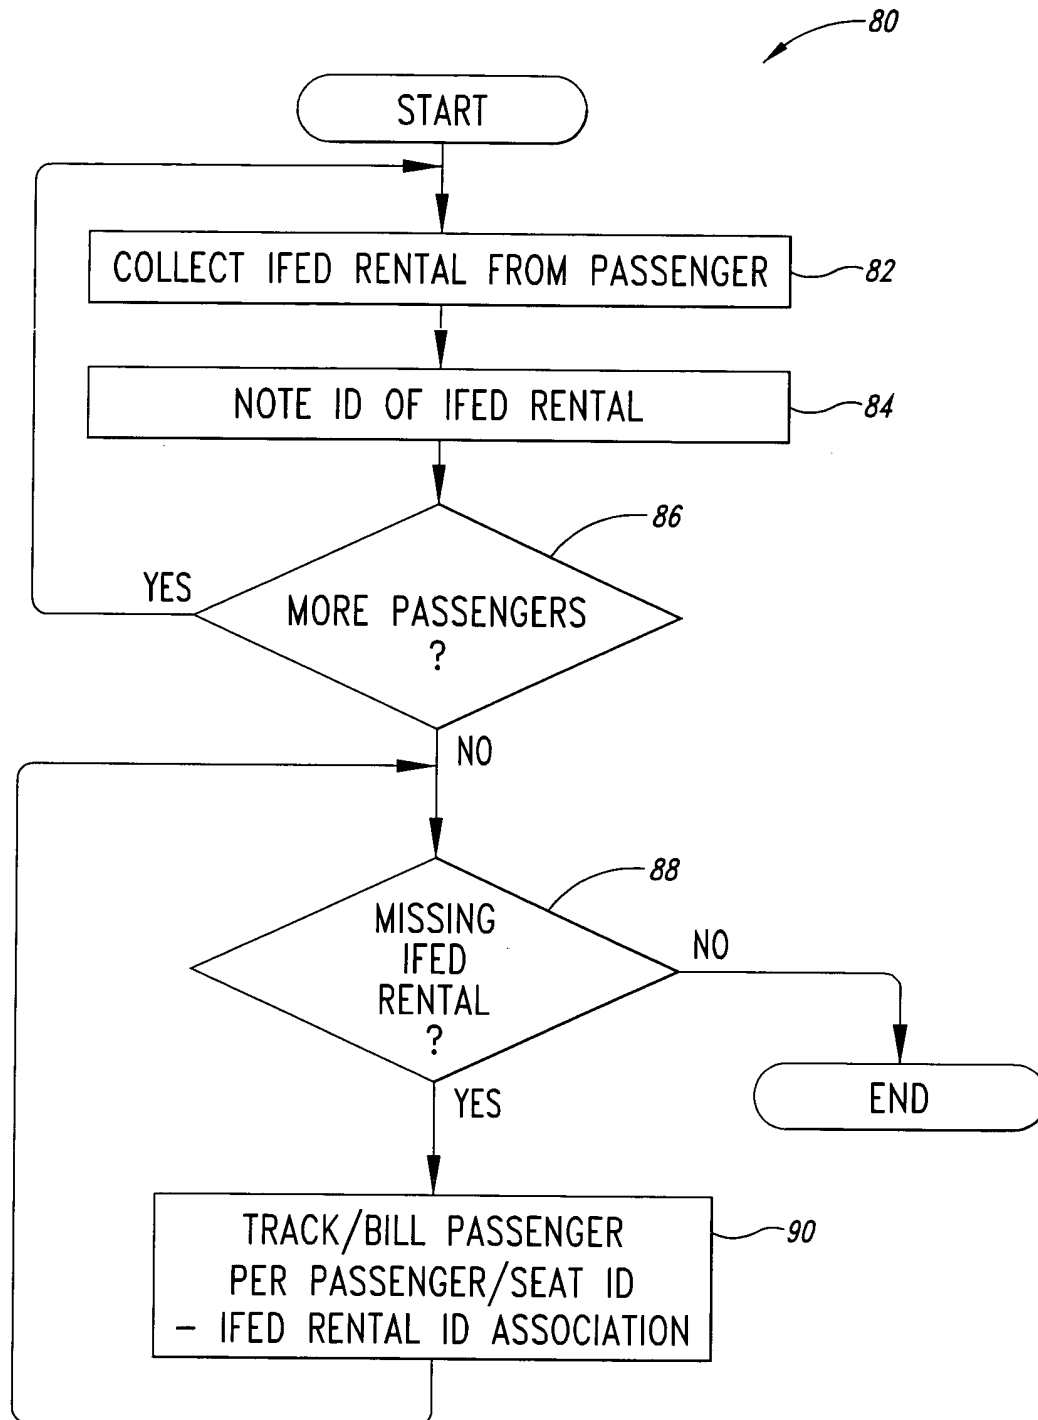 80
START
COLLECT IFED RENTAL FROM PASSENGER
82
NOTE ID OF IFED RENTAL
84
86
YES
MORE PASSENGERS
?
NO
88
MISSING
IFED
RENTAL
?
NO
YES
END
TRACK/BILL PASSENGER
PER PASSENGER/SEAT ID
– IFED RENTAL ID ASSOCIATION
90